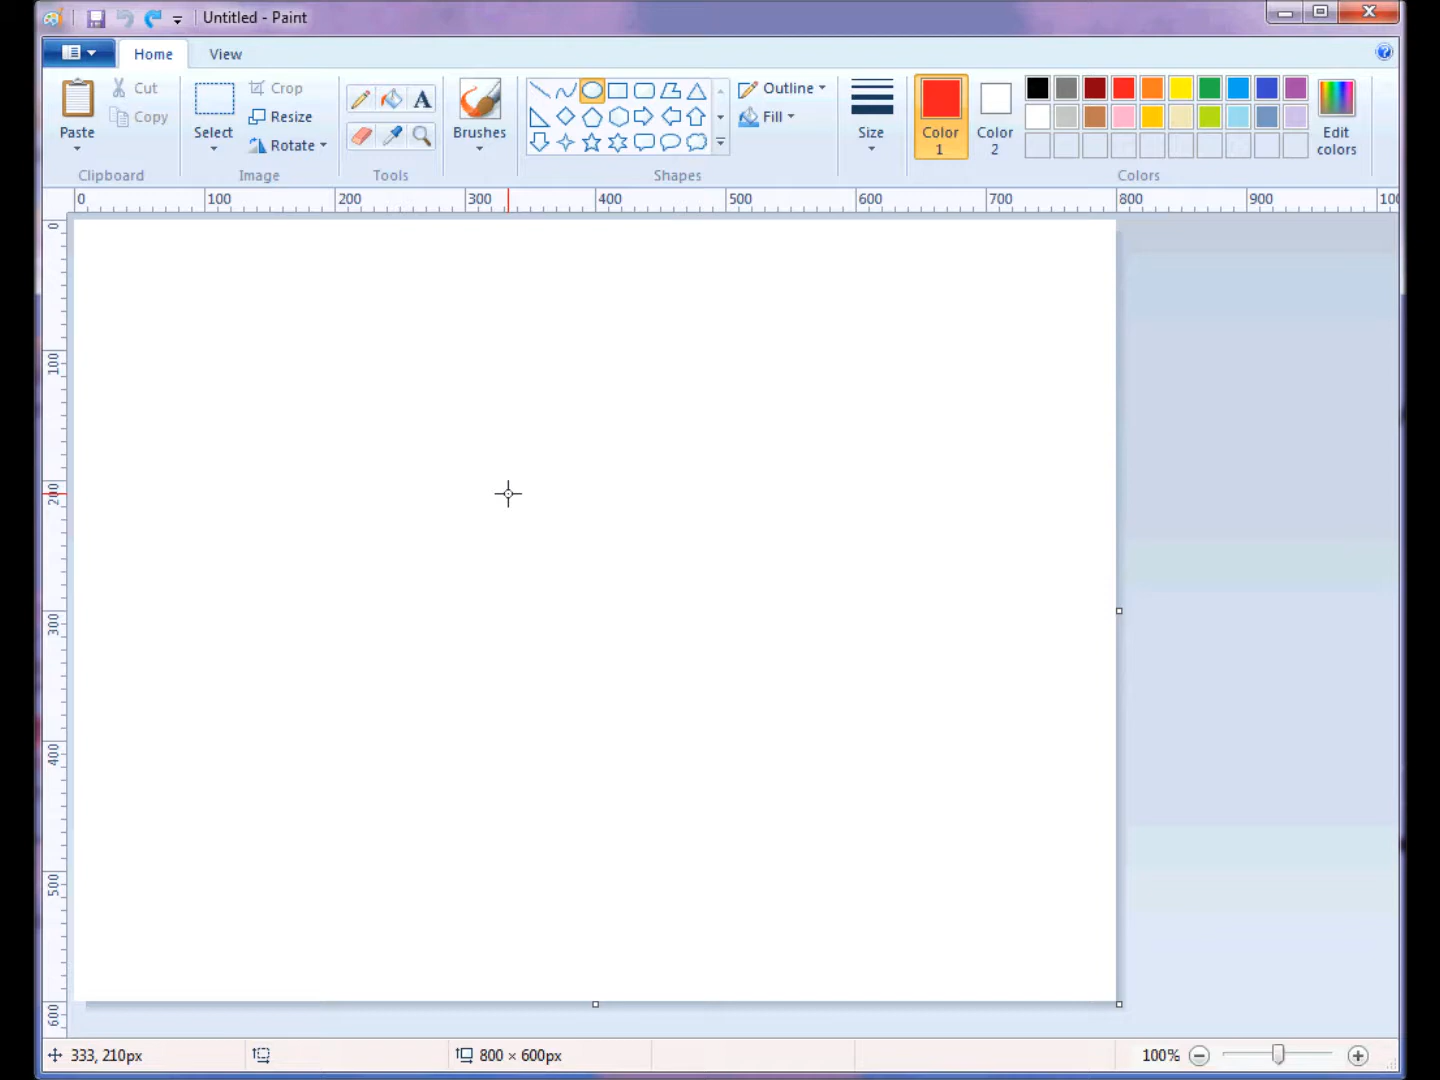 Untitled - Paint
Home View
Paste
Cut
Copy
Clipboard
Select
Crop
Resize
Rotate
Image
A
Tools
Brushes
Outline
Fill
Shapes
Size
Color 1
Color 2
Edit colors
Colors
0 100 200 300 400 500 600 700 800 900
0
100
200
300
400
500
600
333, 210px
800 × 600px
100%